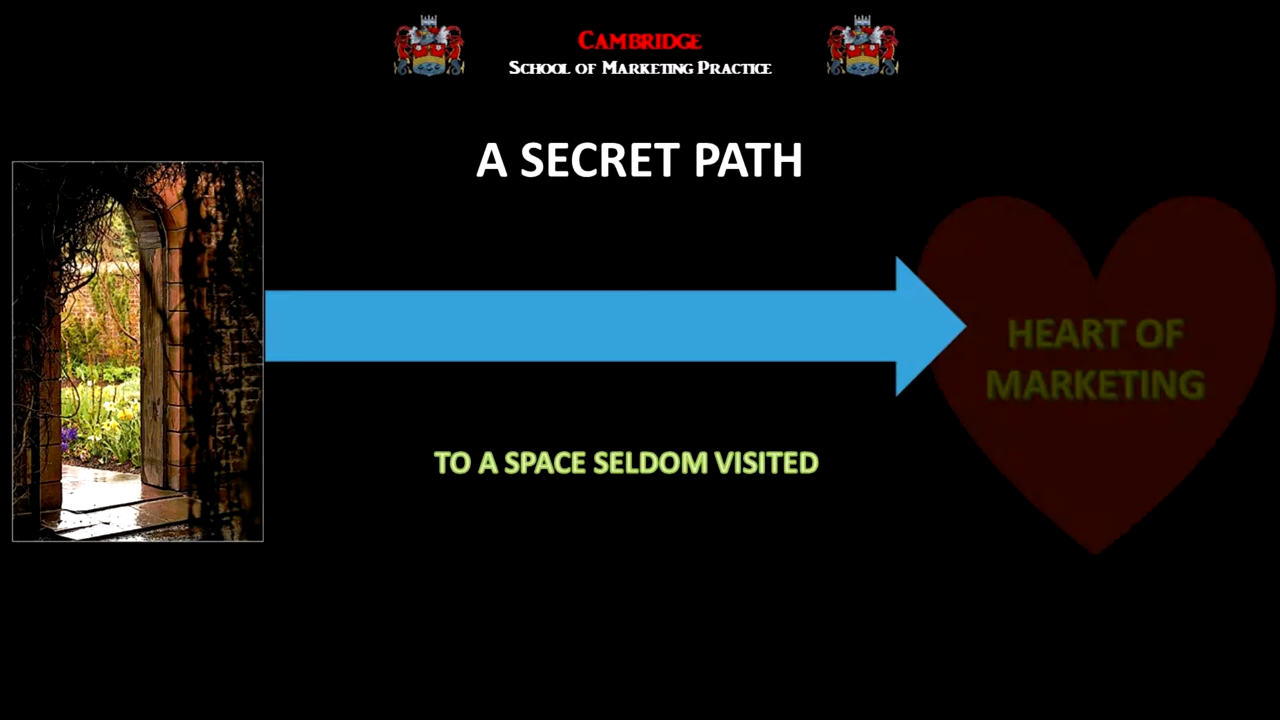 CAMBRIDGE
SCHOOL OF MARKETING PRACTICE
A SECRET PATH
HEART OF
MARKETING
TO A SPACE SELDOM VISITED